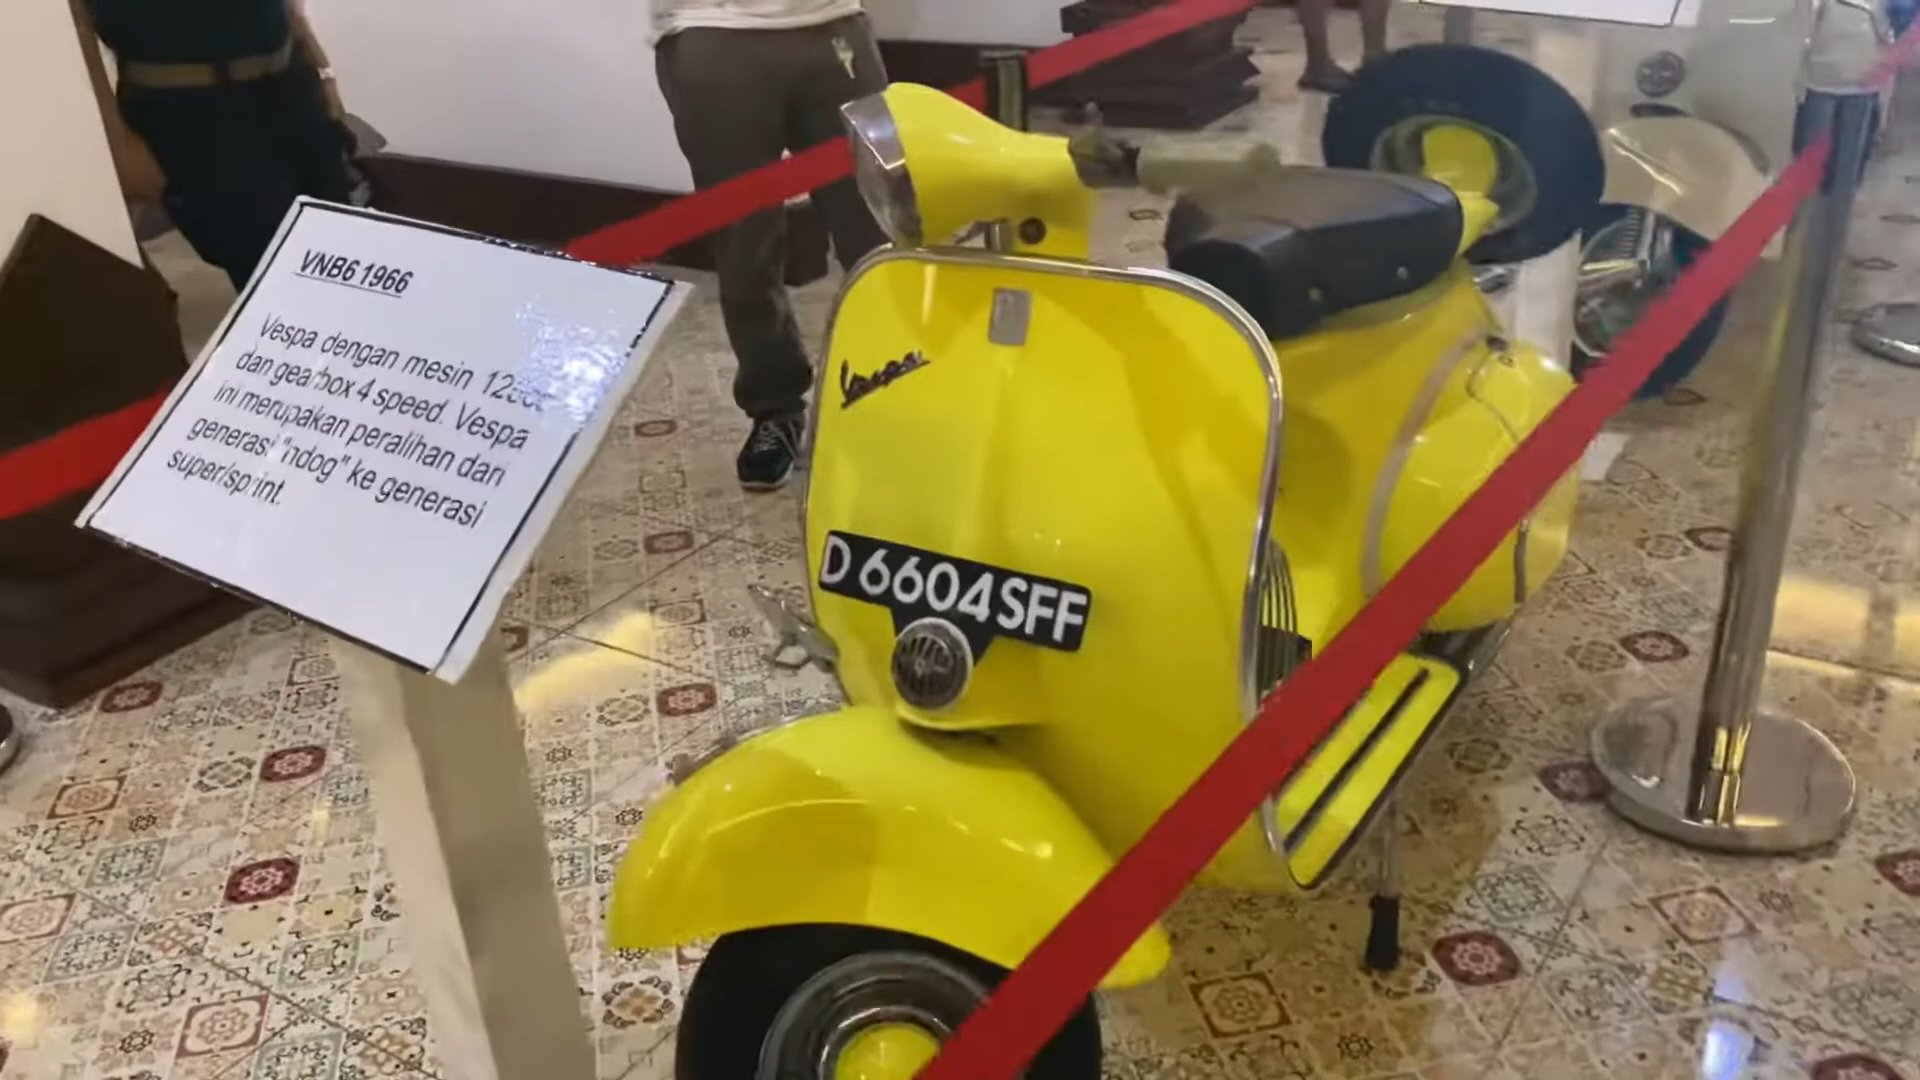 VNB6 1966
Vespa dengan mesin
dan gearbox 4 speed. Vespa
ini merupakan peralihan dari
generasi "ndog" ke generasi
super/sprint.
Vespa
D 6604 SFF